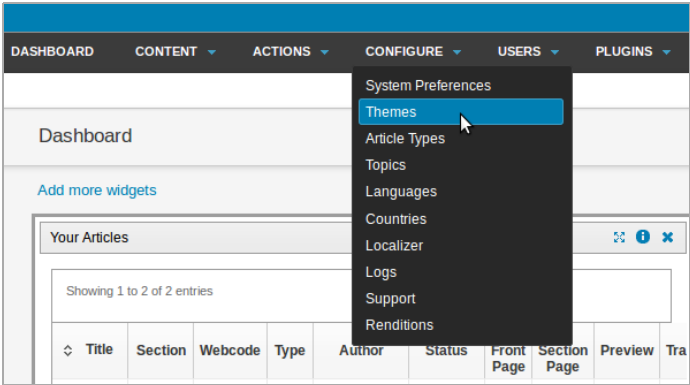 DASHBOARD CONTENT ACTIONS CONFIGURE USERS PLUGINS
System Preferences
Themes
Dashboard
Article Types
Topics
Add more widgets
Languages
Countries
Your Articles
Localizer
Logs
Showing 1 to 2 of 2 entries
Support
Renditions
Title Section Webcode Type Author Status Front Page Section Page Preview Tra